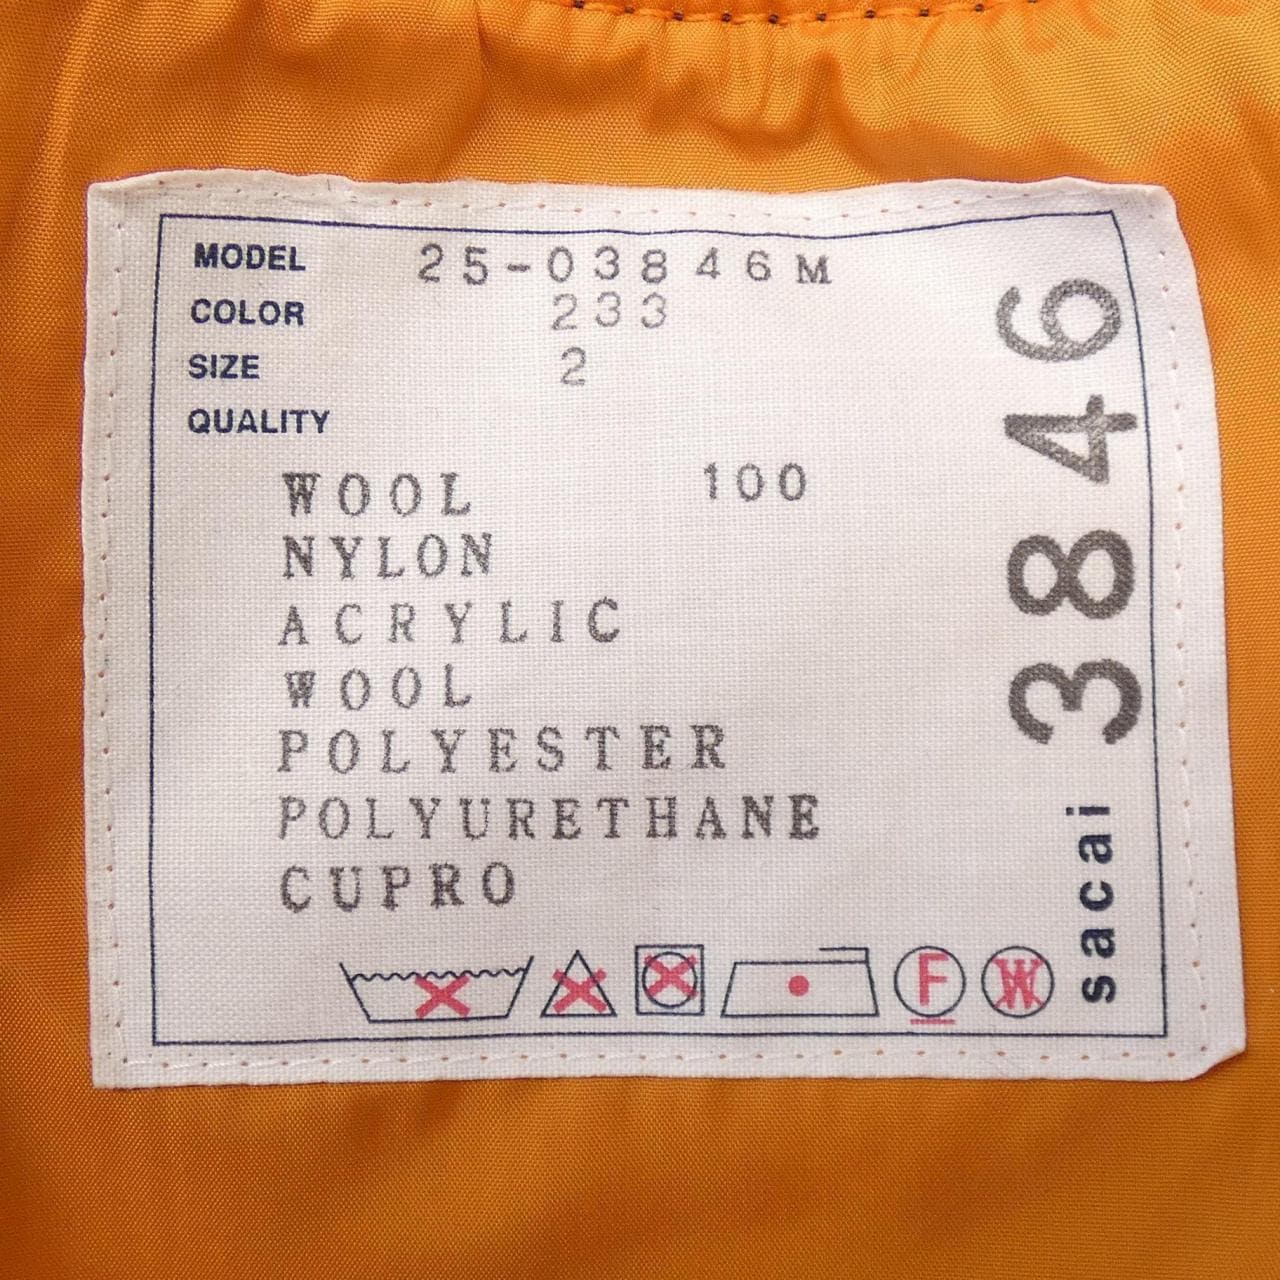 MODEL 25-03846M
COLOR 233
SIZE 2
QUALITY
WOOL 100
NYLON
ACRYLIC
WOOL
POLYESTER
POLYURETHANE
CUPRO
F W
sacai 3846